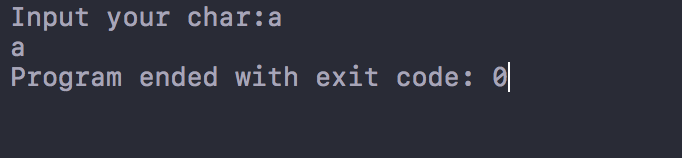 Input your char:a
a
Program ended with exit code: 0